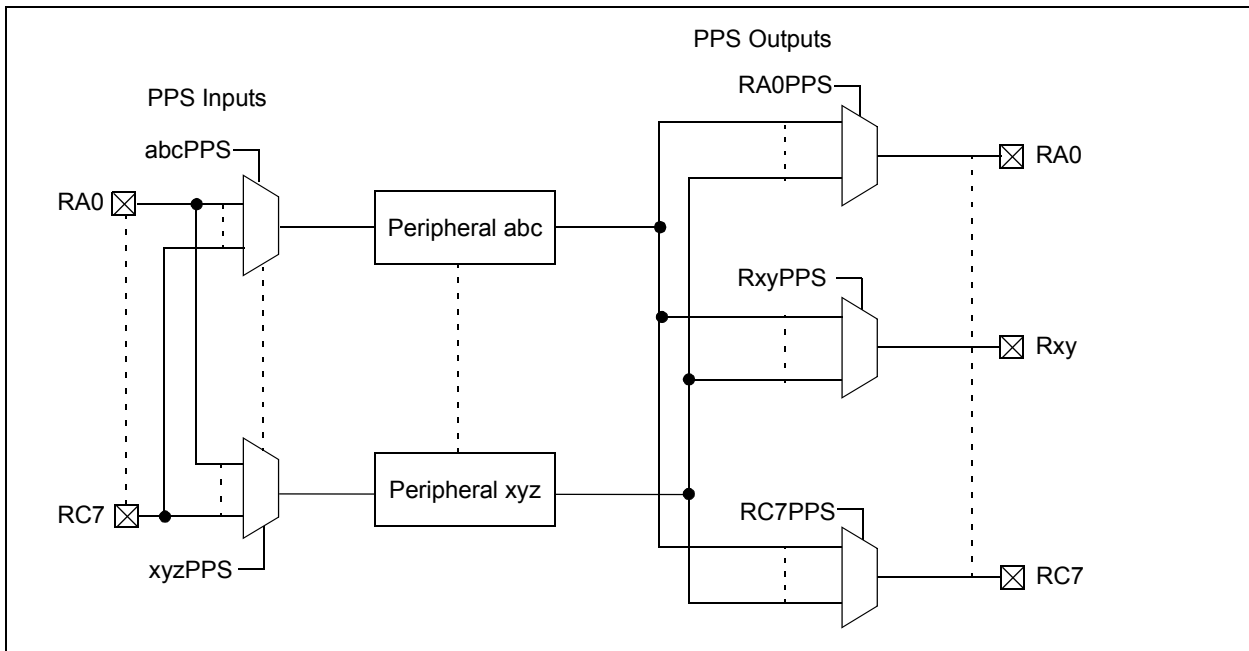 PPS Outputs
RA0PPS
PPS Inputs
abcPPS
RA0
RA0
Peripheral abc
RxyPPS
Rxy
Peripheral xyz
RC7
RC7PPS
xyzPPS
RC7